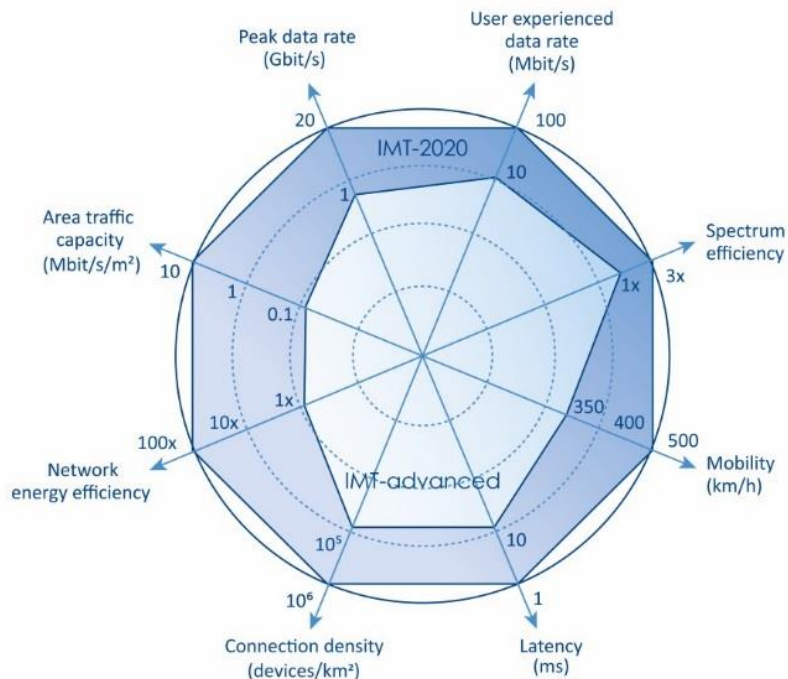 Peak data rate
(Gbit/s)
User experienced
data rate
(Mbit/s)
20
100
IMT-2020
1
10
Area traffic
capacity
(Mbit/s/m²)
Spectrum
efficiency
10
1
0.1
1x
3x
1x
10x
100x
350
400
500
Network
energy efficiency
Mobility
(km/h)
IMT-advanced
10⁵
10
10⁶
1
Connection density
(devices/km²)
Latency
(ms)